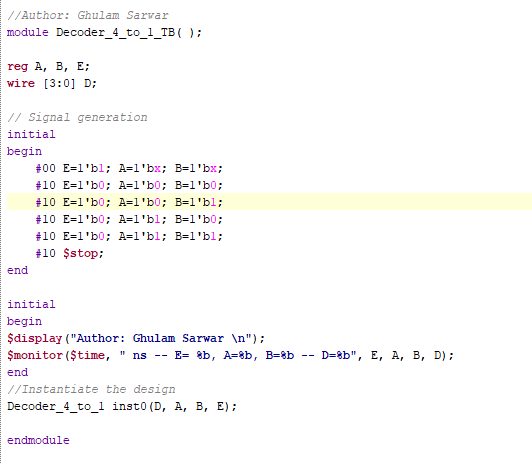 //Author: Ghulam Sarwar
module Decoder_4_to_1_TB( );
reg A, B, E;
wire [3:0] D;
// Signal generation
initial
begin
#00 E=1'b1; A=1'bx; B=1'bx;
#10 E=1'b0; A=1'b0; B=1'b0;
#10 E=1'b0; A=1'b0; B=1'b1;
#10 E=1'b0; A=1'b1; B=1'b0;
#10 E=1'b0; A=1'b1; B=1'b1;
#10 $stop;
end
initial
begin
$display("Author: Ghulam Sarwar \n");
$monitor($time, " ns -- E= %b, A=%b, B=%b -- D=%b", E, A, B, D);
end
//Instantiate the design
Decoder_4_to_1 inst0(D, A, B, E);
endmodule